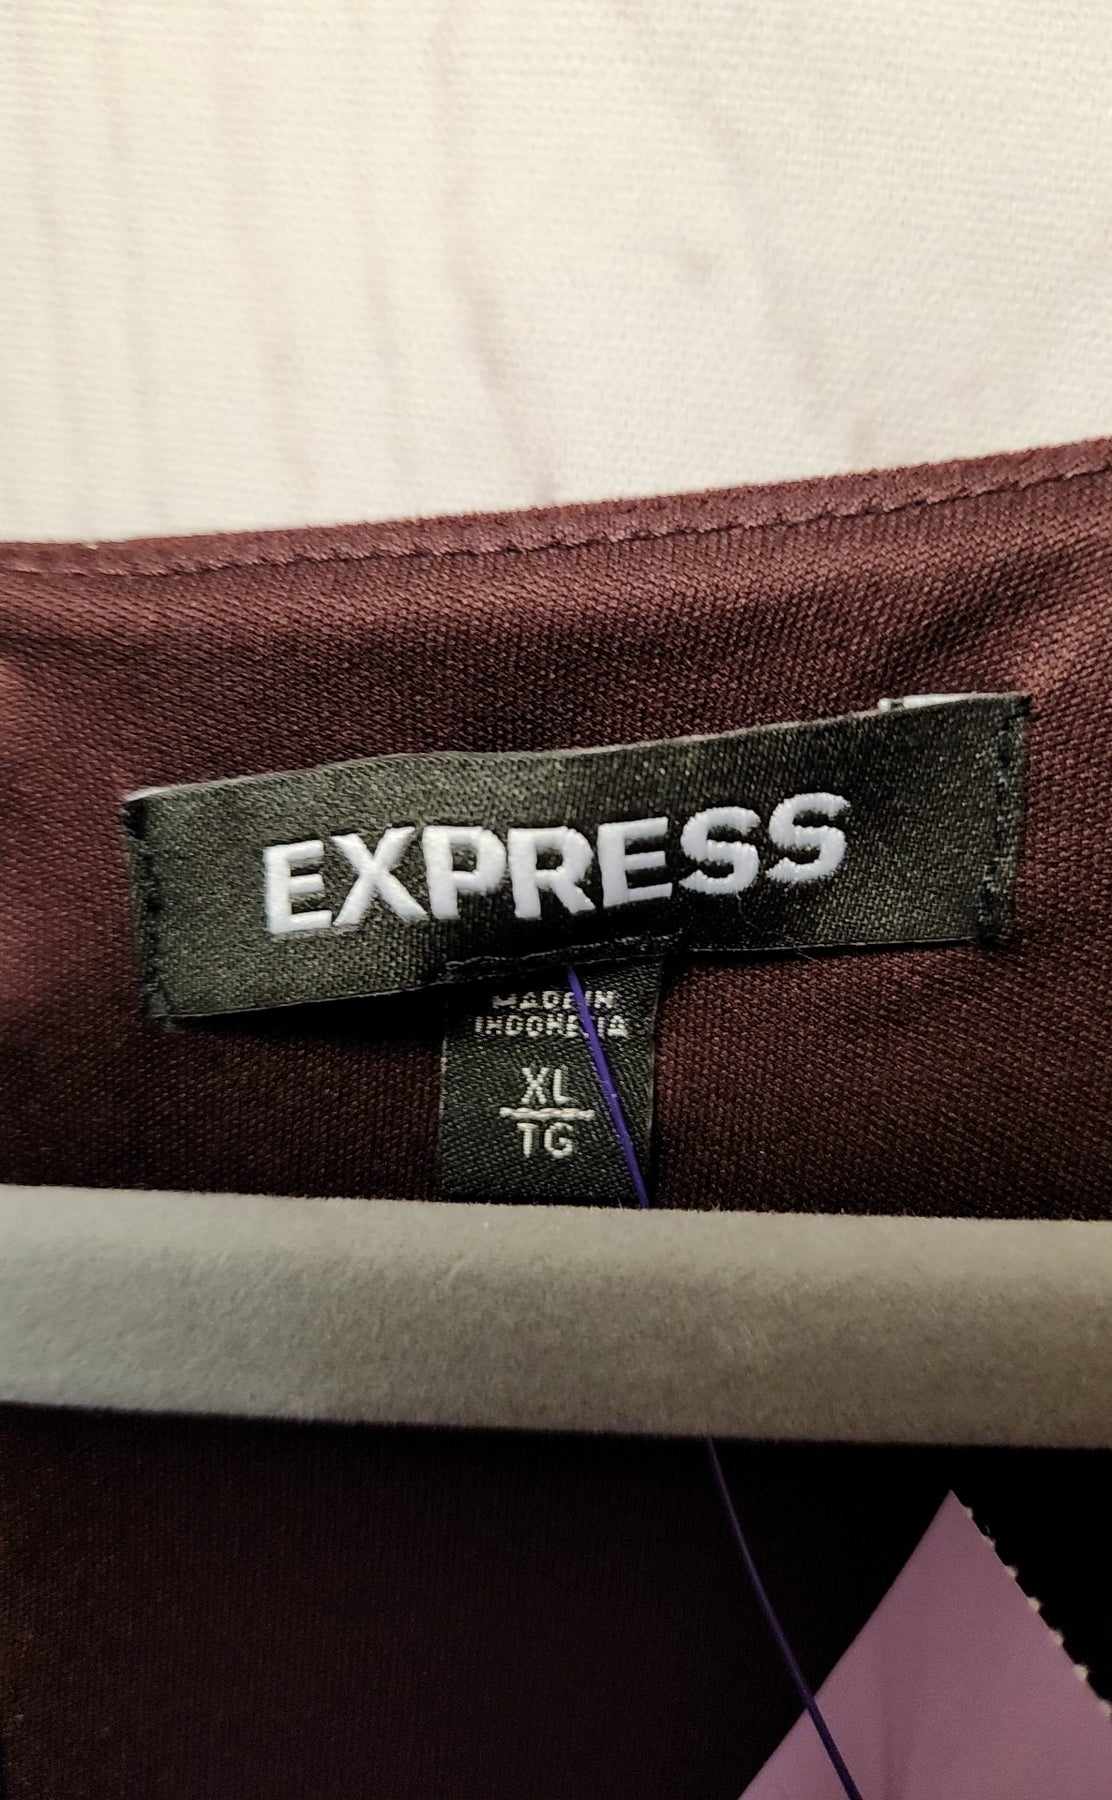 EXPRESS
MADE IN
INDONESIA
XL
TG